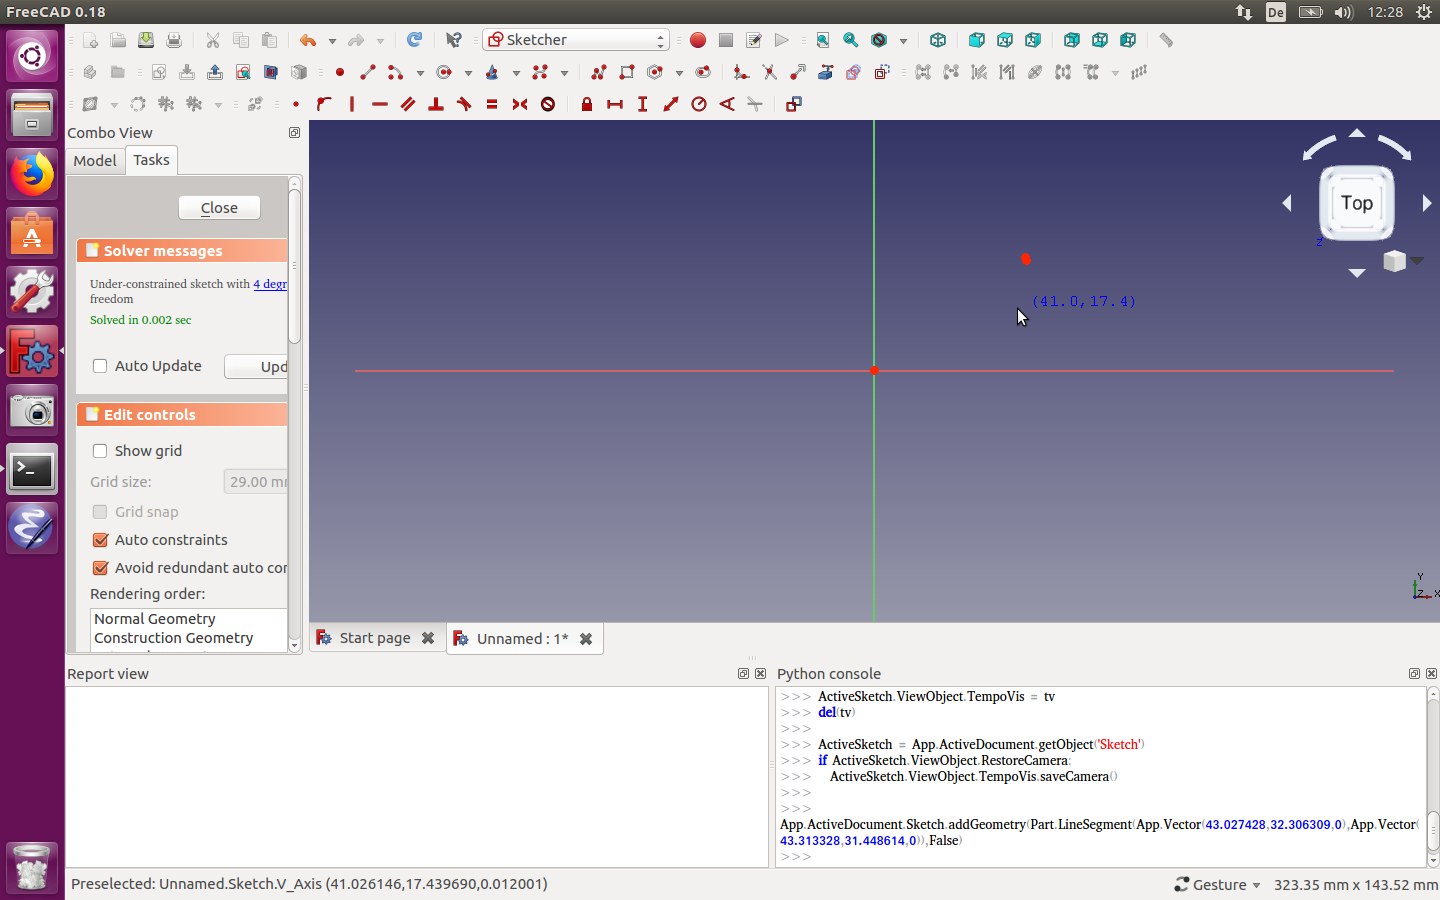 FreeCAD 0.18
De
12:28
Sketcher
Combo View
Model
Tasks
Close
Solver messages
Under-constrained sketch with 4 degr
freedom
Solved in 0.002 sec
Auto Update
Upd
Edit controls
Show grid
Grid size:
29.00 mr
Grid snap
Auto constraints
Avoid redundant auto cor
Rendering order:
Normal Geometry
Construction Geometry
(41.0,17.4)
Top
Z
Y
Z
X
Start page
Unnamed : 1*
Report view
Python console
>>> ActiveSketch.ViewObject.TempoVis = tv
>>> del(tv)
>>>
>>> ActiveSketch = App.ActiveDocument.getObject('Sketch')
>>> if ActiveSketch.ViewObject.RestoreCamera:
>>> ActiveSketch.ViewObject.TempoVis.saveCamera()
>>>
>>>
App.ActiveDocument.Sketch.addGeometry(Part.LineSegment(App.Vector(43.027428,32.306309,0),App.Vector(
43.313328,31.448614,0)),False)
>>>
Preselected: Unnamed.Sketch.V_Axis (41.026146,17.439690,0.012001)
Gesture
323.35 mm x 143.52 mm